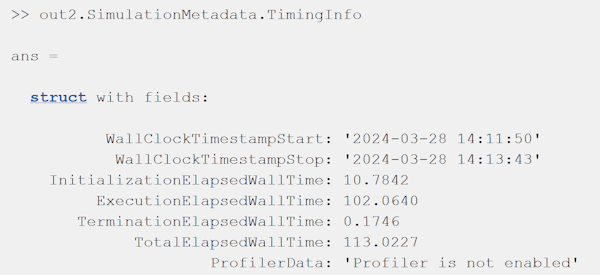 >> out2.SimulationMetadata.TimingInfo
ans =
struct with fields:
WallClockTimestampStart: '2024-03-28 14:11:50'
WallClockTimestampStop: '2024-03-28 14:13:43'
InitializationElapsedWallTime: 10.7842
ExecutionElapsedWallTime: 102.0640
TerminationElapsedWallTime: 0.1746
TotalElapsedWallTime: 113.0227
ProfilerData: 'Profiler is not enabled'